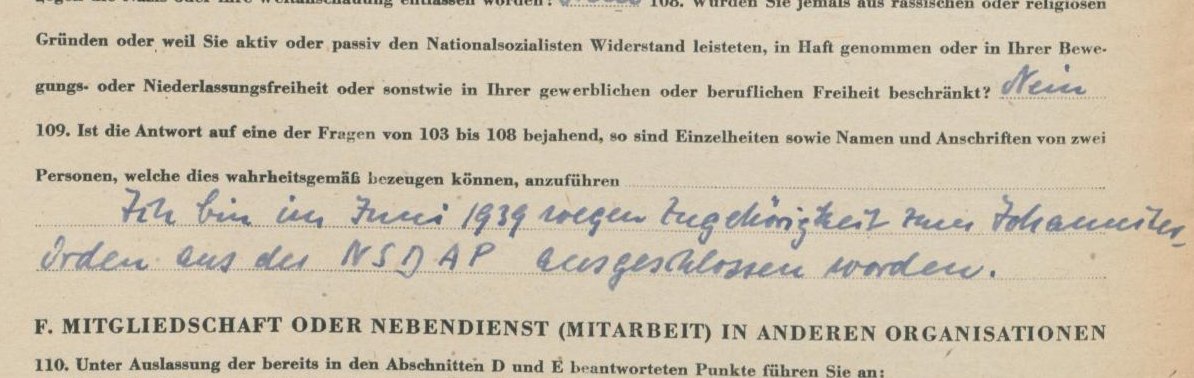 gegen die Nazis oder ihre Weltanschauung entlassen worden? 108. Wurden Sie jemals aus rassischen oder religiösen
Gründen oder weil Sie aktiv oder passiv den Nationalsozialisten Widerstand leisteten, in Haft genommen oder in Ihrer Bewe-
gungs- oder Niederlassungsfreiheit oder sonstwie in Ihrer gewerblichen oder beruflichen Freiheit beschränkt? Nein
109. Ist die Antwort auf eine der Fragen von 103 bis 108 bejahend, so sind Einzelheiten sowie Namen und Anschriften von zwei
Personen, welche dies wahrheitsgemäß bezeugen können, anzuführen
Ich bin im Juni 1939 wegen Zugehörigkeit zum Johanniter-
Orden aus der NSDAP ausgeschlossen worden.
F. MITGLIEDSCHAFT ODER NEBENDIENST (MITARBEIT) IN ANDEREN ORGANISATIONEN
110. Unter Auslassung der bereits in den Abschnitten D und E beantworteten Punkte führen Sie an: